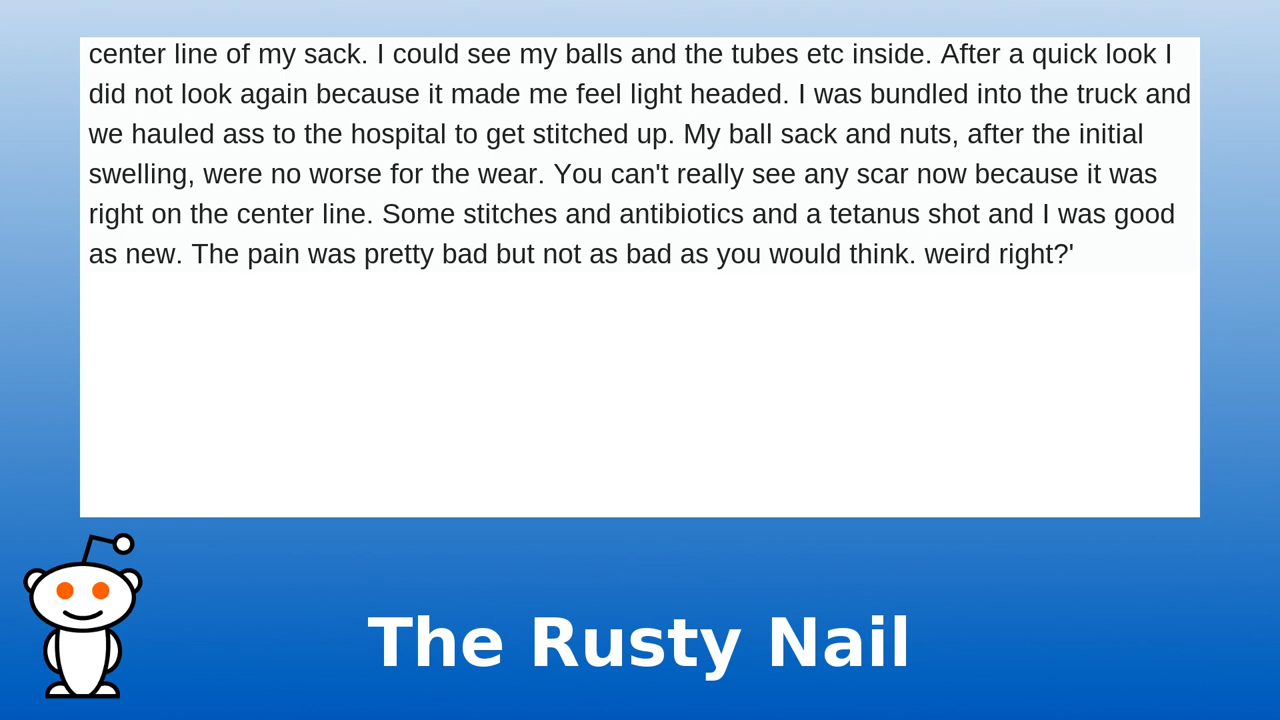 center line of my sack. I could see my balls and the tubes etc inside. After a quick look I
did not look again because it made me feel light headed. I was bundled into the truck and
we hauled ass to the hospital to get stitched up. My ball sack and nuts, after the initial
swelling, were no worse for the wear. You can't really see any scar now because it was
right on the center line. Some stitches and antibiotics and a tetanus shot and I was good
as new. The pain was pretty bad but not as bad as you would think. weird right?'
The Rusty Nail